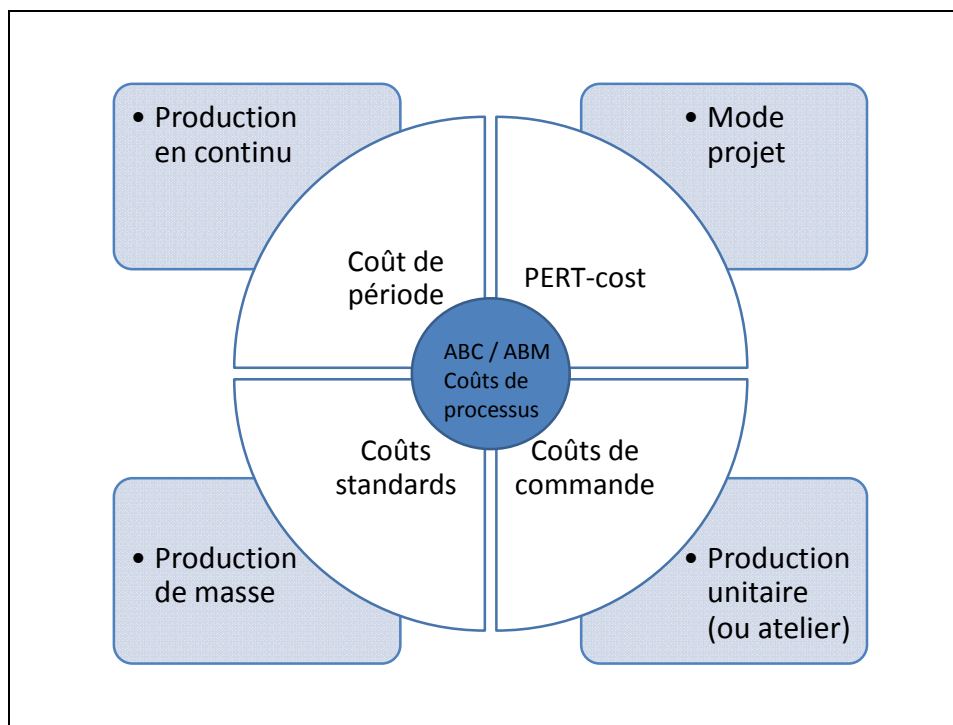 • Production
en continu
• Mode
projet
Coût de
période
PERT-cost
ABC / ABM
Coûts de
processus
Coûts
standards
Coûts de
commande
• Production
de masse
• Production
unitaire
(ou atelier)